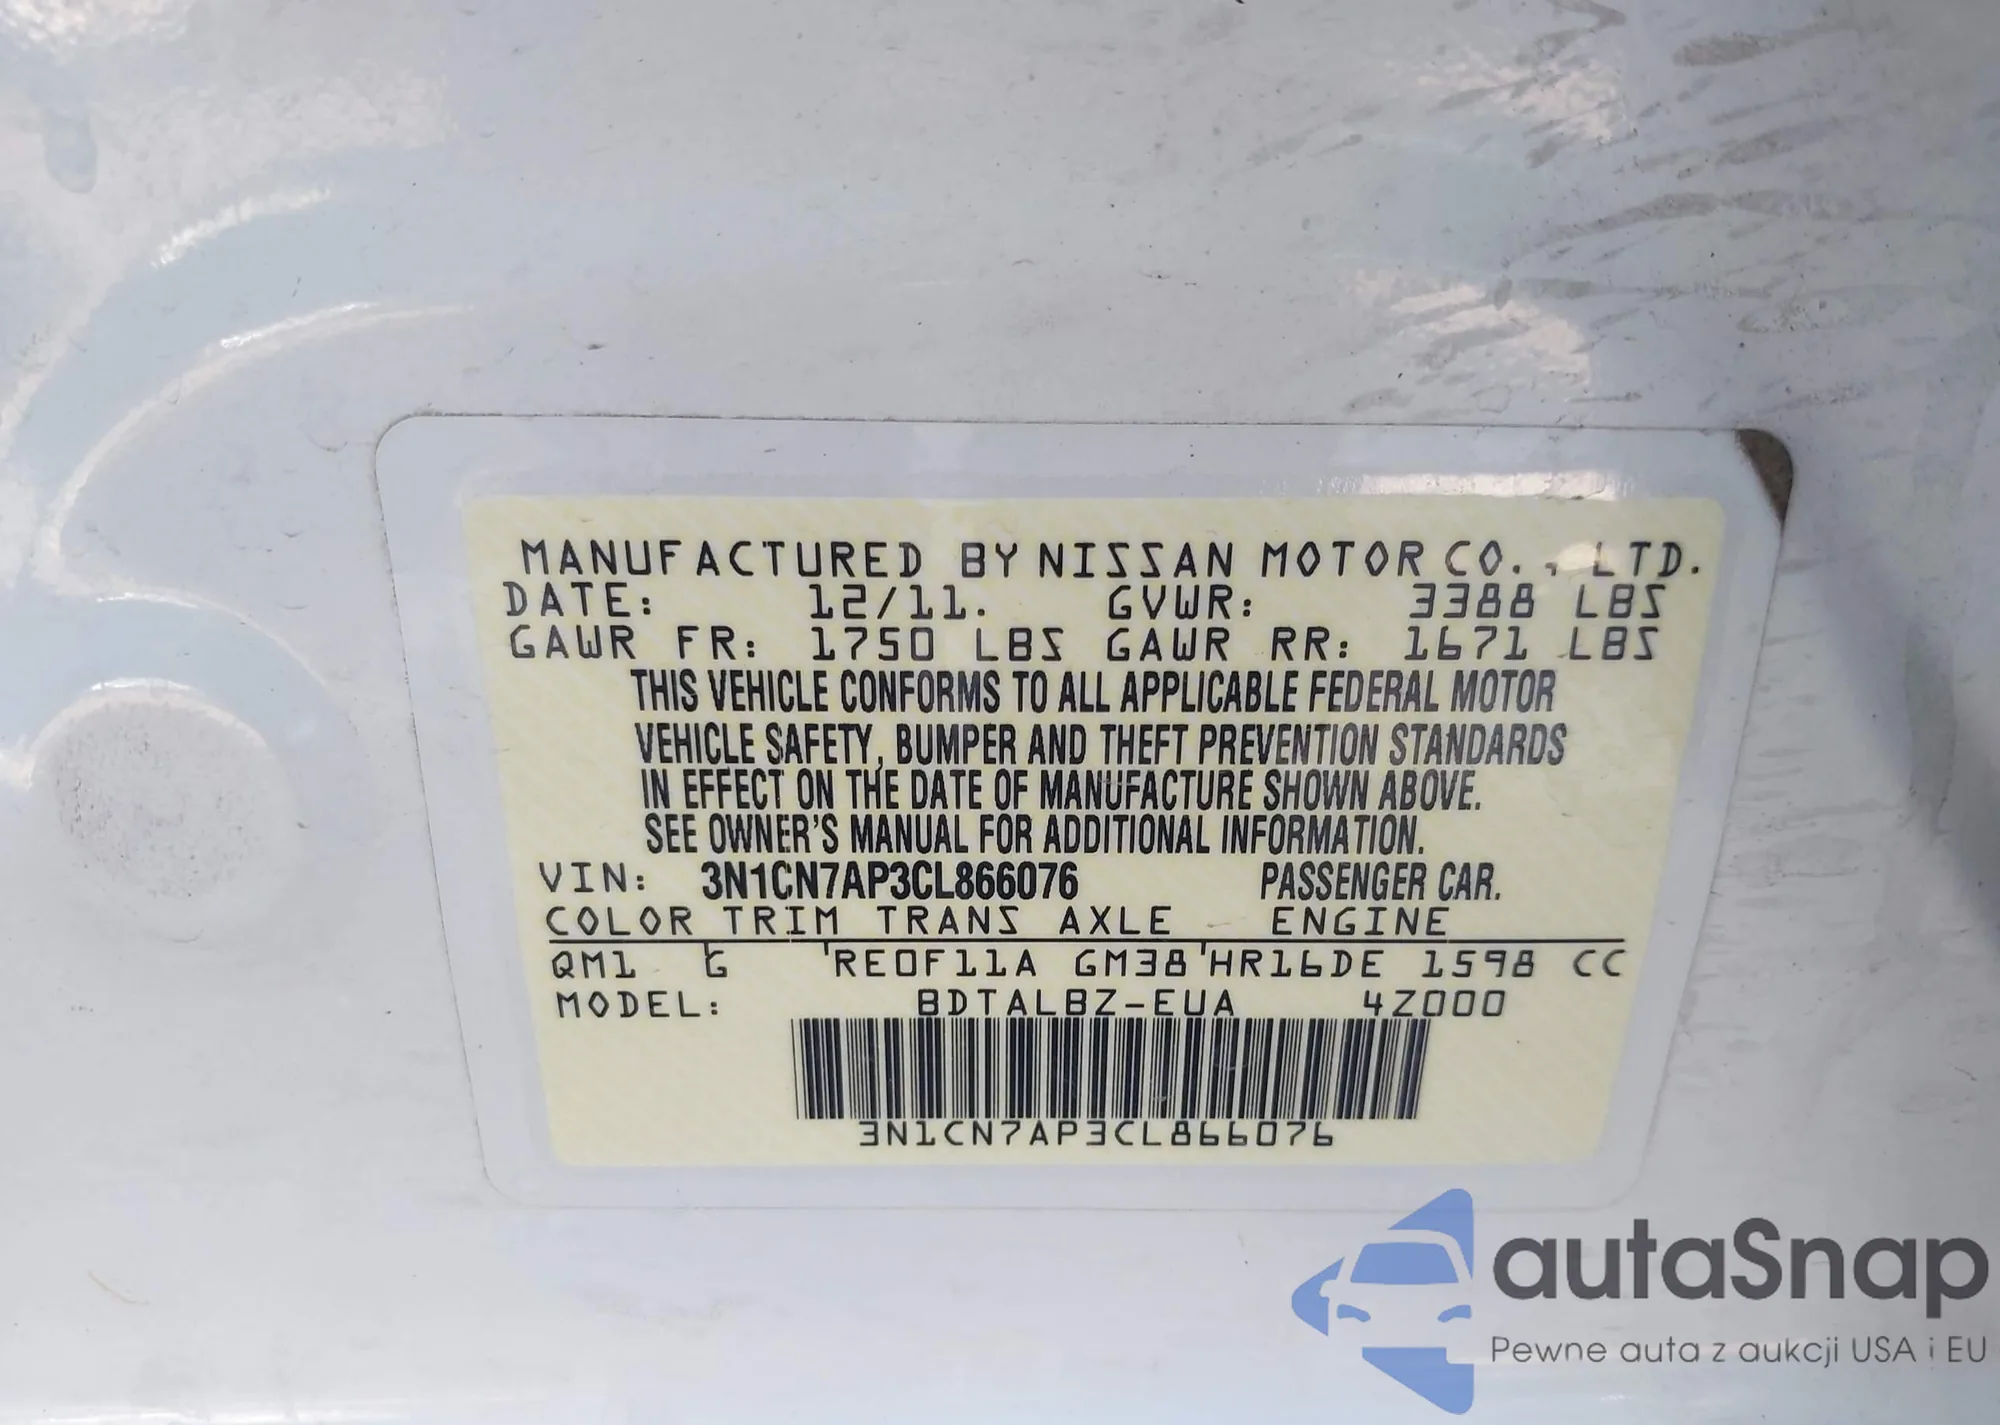 MANUFACTURED BY NISSAN MOTOR CO., LTD.
DATE: 12/11. GVWR: 3388 LBS
GAWR FR: 1750 LBS GAWR RR: 1671 LBS
THIS VEHICLE CONFORMS TO ALL APPLICABLE FEDERAL MOTOR
VEHICLE SAFETY, BUMPER AND THEFT PREVENTION STANDARDS
IN EFFECT ON THE DATE OF MANUFACTURE SHOWN ABOVE.
SEE OWNER'S MANUAL FOR ADDITIONAL INFORMATION.
VIN: 3N1CN7AP3CL866076 PASSENGER CAR.
COLOR TRIM TRANS AXLE ENGINE
QM1 G RE0F11A GM38 HR16DE 1598 CC
MODEL: BDTALBZ-EUA 4Z000
3N1CN7AP3CL866076
autaSnap
Pewne auta z aukcji USA i EU